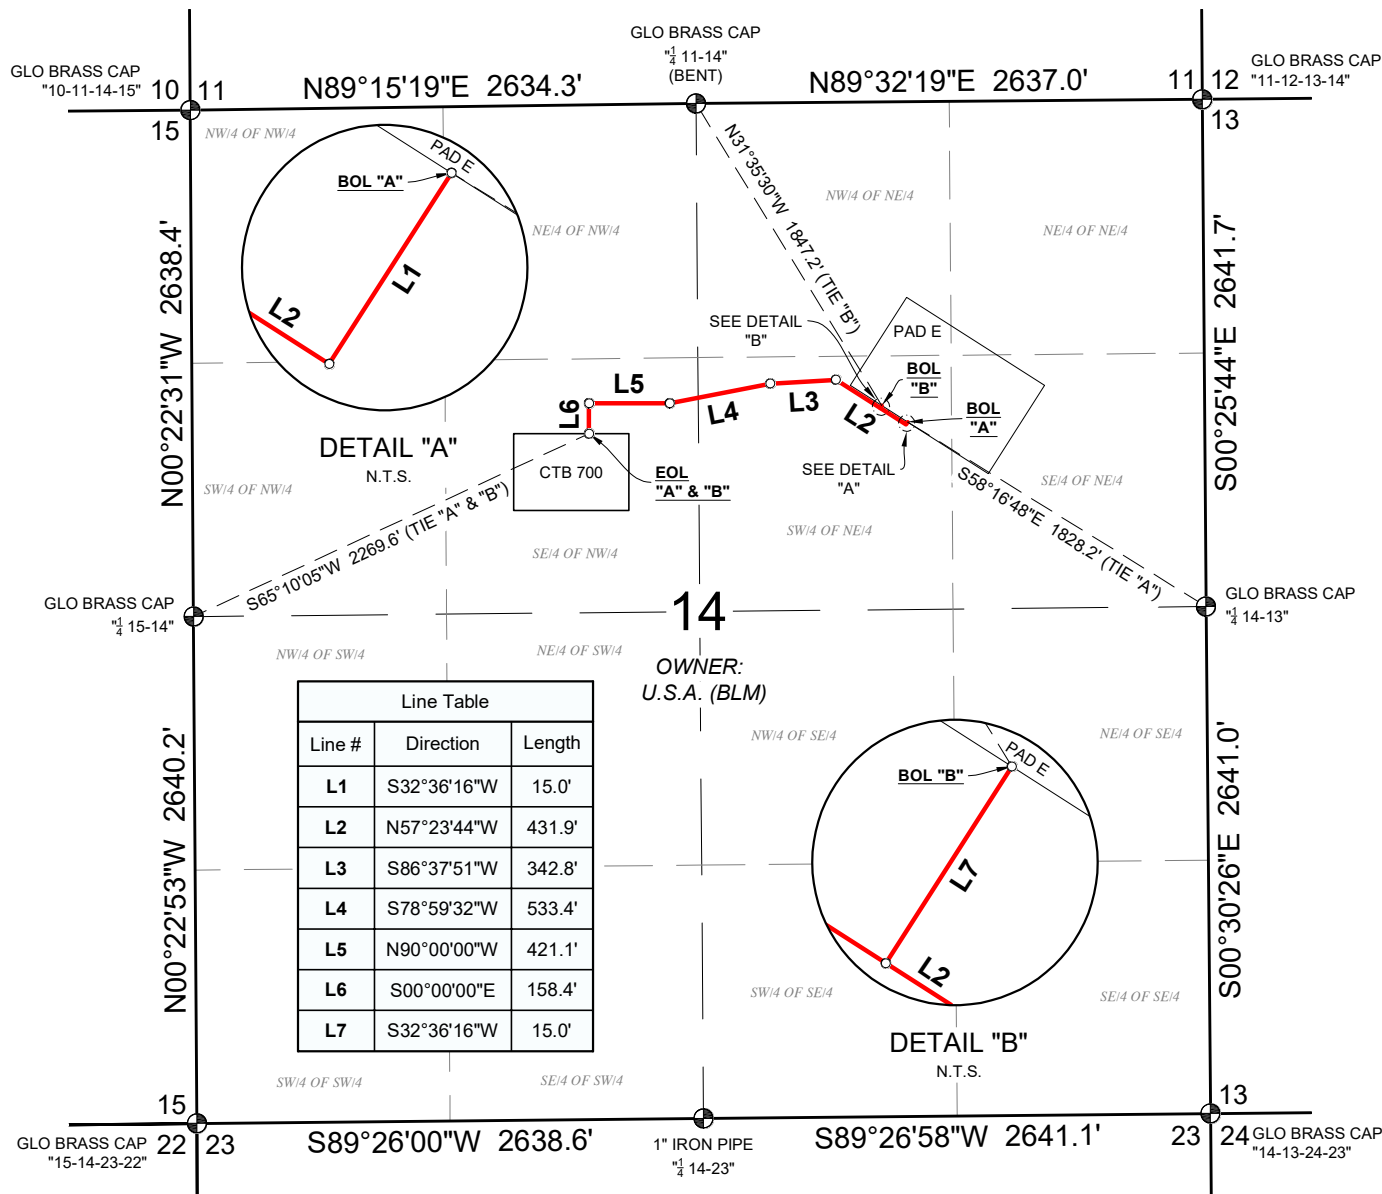 GLO BRASS CAP
"1/4 11-14"
(BENT)
GLO BRASS CAP
"10-11-14-15"
10 11
15
N89°15'19"E 2634.3'
N89°32'19"E 2637.0'
11 12
13
GLO BRASS CAP
"11-12-13-14"
NW/4 OF NW/4
PAD E
BOL "A"
L1
L2
DETAIL "A"
N.T.S.
NE/4 OF NW/4
N31°35'30"W 1847.2' (TIE "B")
NW/4 OF NE/4
NE/4 OF NE/4
N00°22'31"W 2638.4'
S00°25'44"E 2641.7'
SEE DETAIL
"B"
PAD E
BOL
"B"
BOL
"A"
L6
L5
L4
L3
L2
SEE DETAIL
"A"
CTB 700
EOL
"A" & "B"
SW/4 OF NW/4
SE/4 OF NW/4
SW/4 OF NE/4
SE/4 OF NE/4
S65°10'05"W 2269.6' (TIE "A" & "B")
S58°16'48"E 1828.2' (TIE "A")
GLO BRASS CAP
"1/4 15-14"
GLO BRASS CAP
"1/4 14-13"
14
OWNER:
U.S.A. (BLM)
NW/4 OF SW/4
NE/4 OF SW/4
NW/4 OF SE/4
NE/4 OF SE/4
N00°22'53"W 2640.2'
S00°30'26"E 2641.0'
Line Table
Line # Direction Length
L1 S32°36'16"W 15.0'
L2 N57°23'44"W 431.9'
L3 S86°37'51"W 342.8'
L4 S78°59'32"W 533.4'
L5 N90°00'00"W 421.1'
L6 S00°00'00"E 158.4'
L7 S32°36'16"W 15.0'
PAD E
BOL "B"
L7
L2
DETAIL "B"
N.T.S.
SW/4 OF SW/4
SE/4 OF SW/4
SW/4 OF SE/4
SE/4 OF SE/4
15
22 23
GLO BRASS CAP
"15-14-23-22"
S89°26'00"W 2638.6'
1" IRON PIPE
"1/4 14-23"
S89°26'58"W 2641.1'
13
23 24
GLO BRASS CAP
"14-13-24-23"